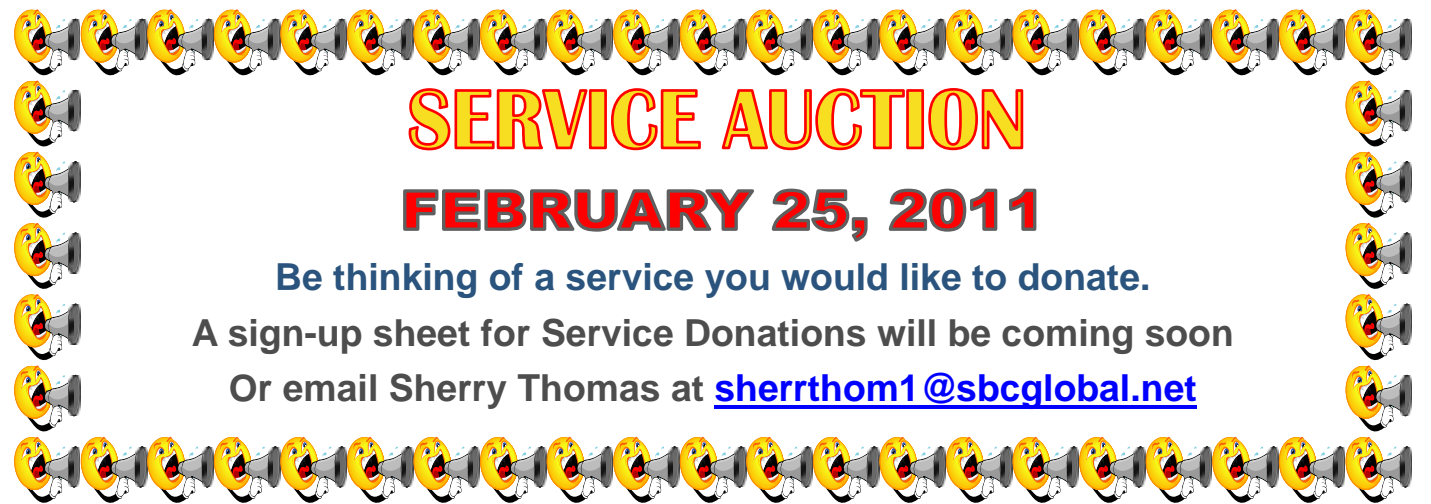 SERVICE AUCTION
FEBRUARY 25, 2011
Be thinking of a service you would like to donate.
A sign-up sheet for Service Donations will be coming soon
Or email Sherry Thomas at sherrthom1@sbcglobal.net